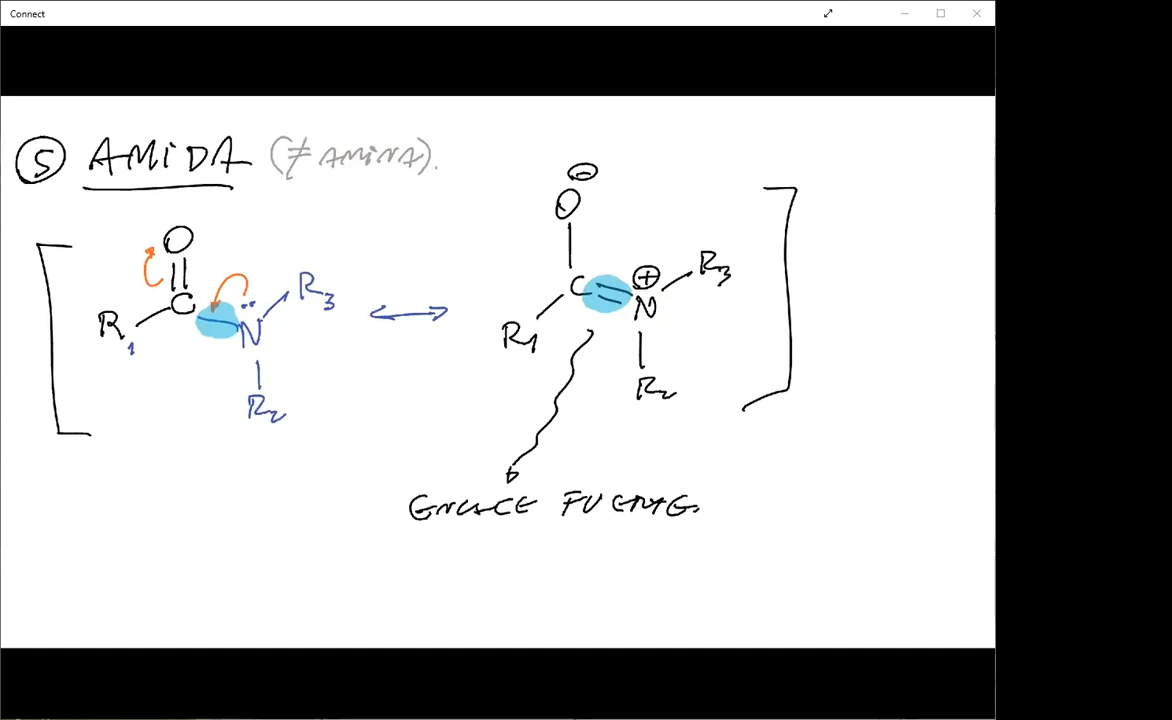 Connect
5 AMiDA (≠ AMiNA).
⊖
O O
R1 C N R3 ↔ R1 C ⊕ N R3
R2 R2
ENLACE FUERTE.